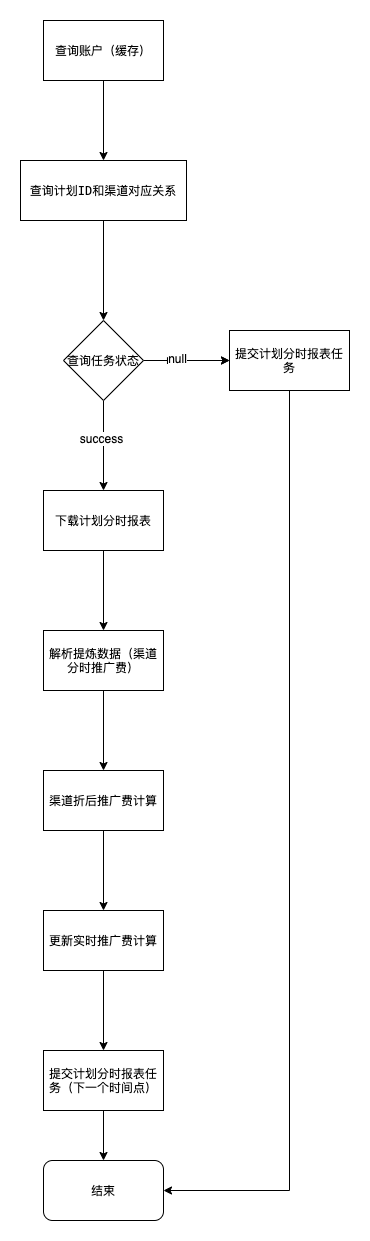 查询账户（缓存）
查询计划ID和渠道对应关系
查询任务状态
null
提交计划分时报表任
务
success
下载计划分时报表
解析提炼数据（渠道
分时推广费）
渠道折后推广费计算
更新实时推广费计算
提交计划分时报表任
务（下一个时间点）
结束